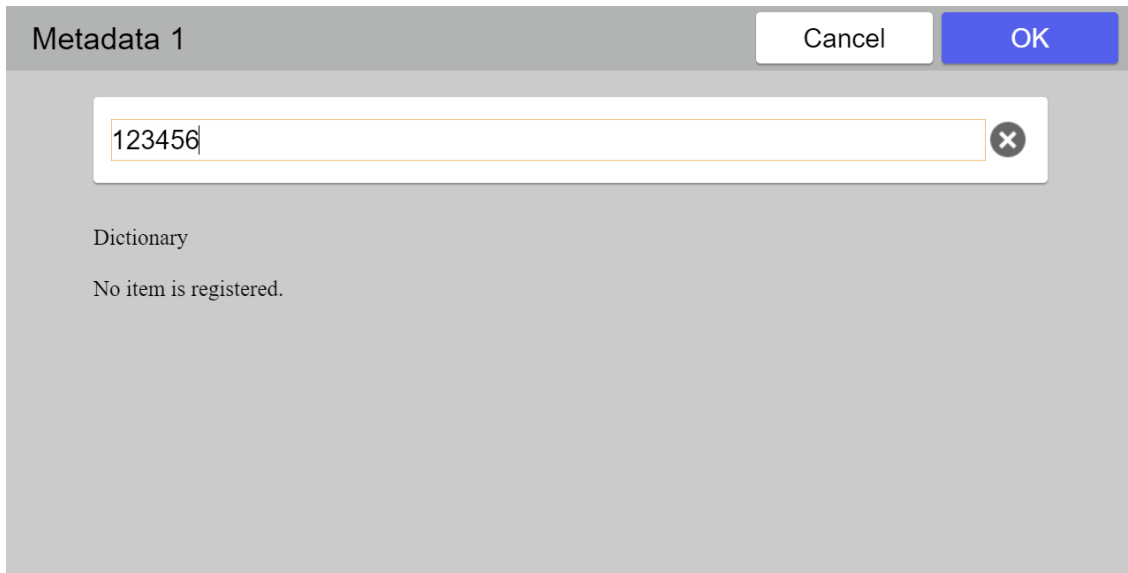 Metadata 1
Cancel
OK
123456
Dictionary
No item is registered.